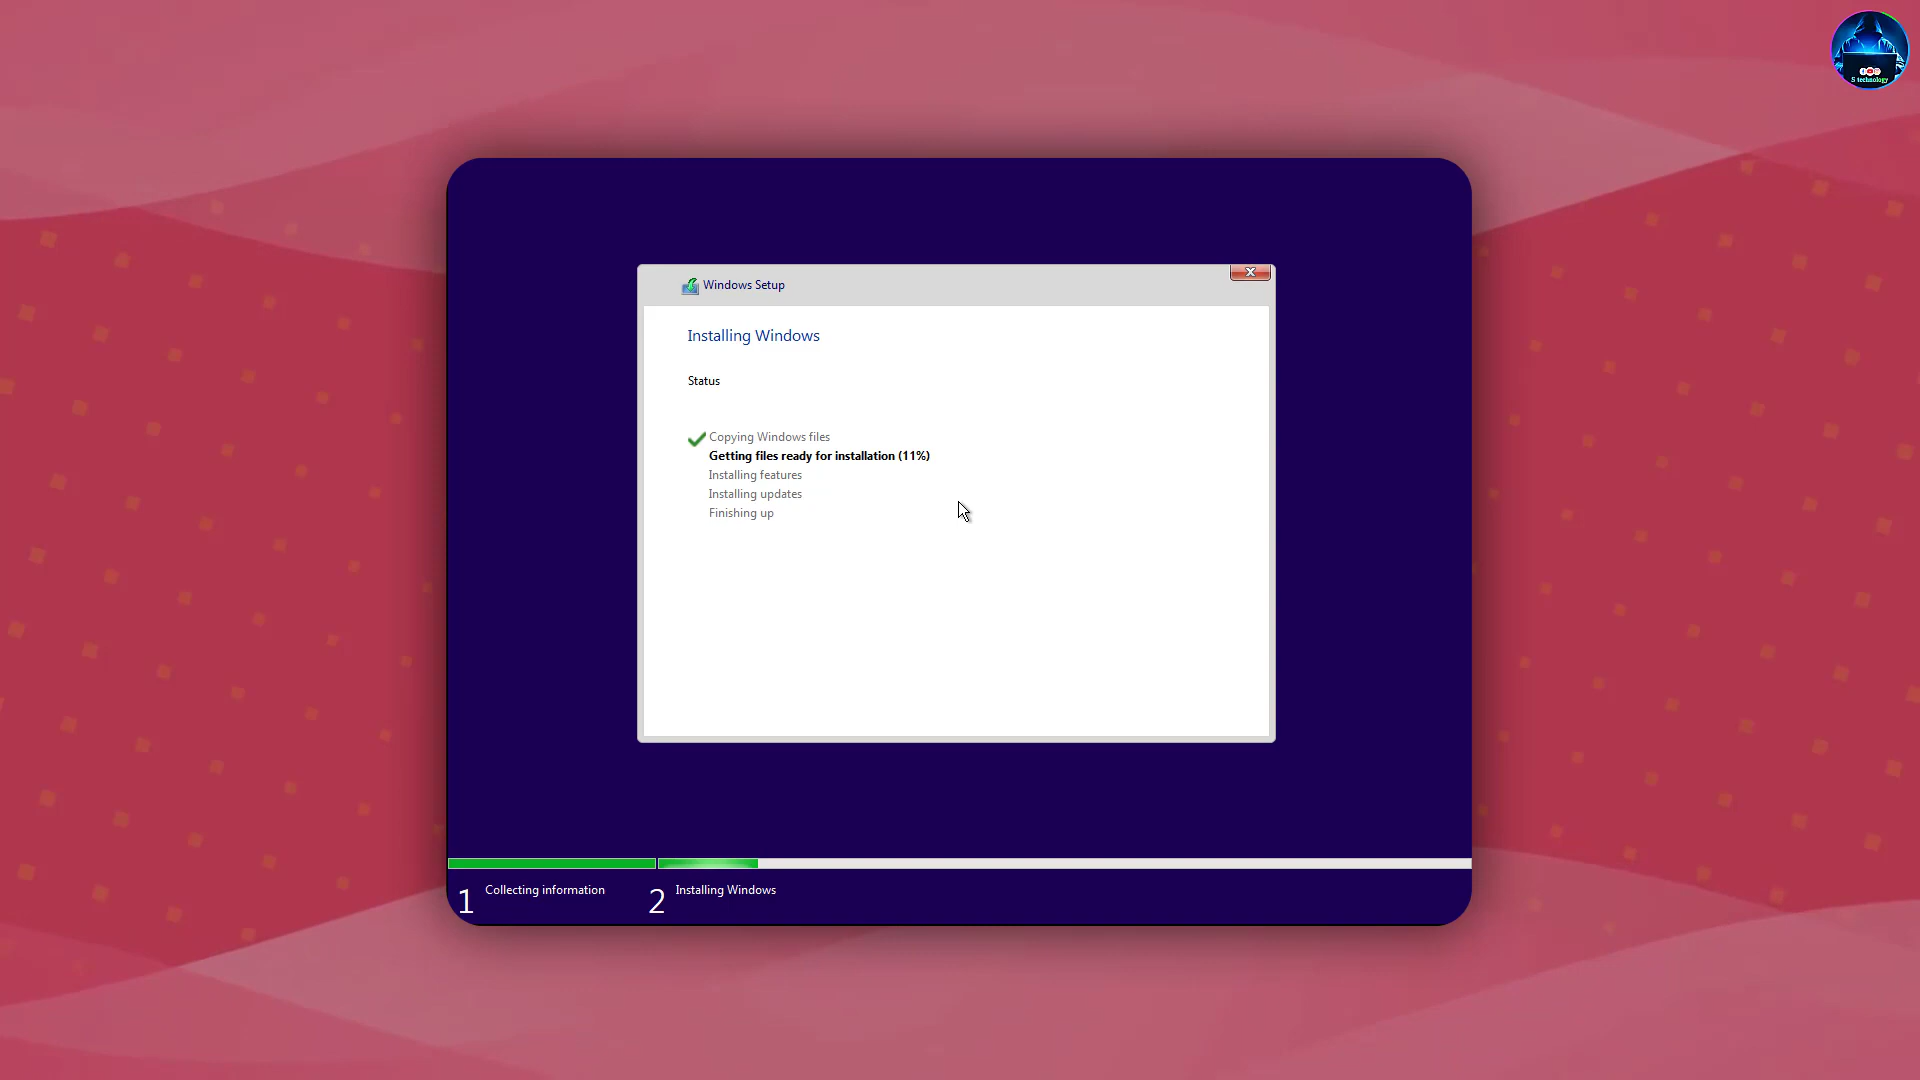 S technology
Windows Setup
Installing Windows
Status
Copying Windows files
Getting files ready for installation (11%)
Installing features
Installing updates
Finishing up
1 Collecting information
2 Installing Windows